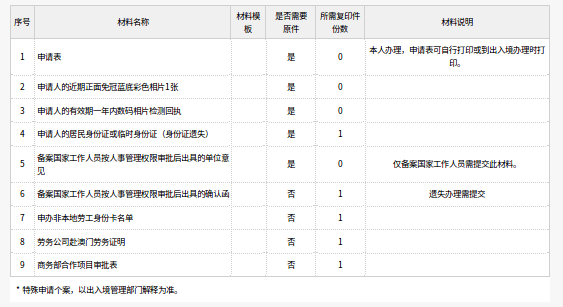 序号 材料名称 材料模板 是否需要原件 所需复印件份数 材料说明
1 申请表 是 0 本人办理，申请表可自行打印或到出入境办理时打印。
2 申请人的近期正面免冠蓝底彩色相片1张 是 0
3 申请人的有效期一年内数码相片检测回执 是 0
4 申请人的居民身份证或临时身份证（身份证遗失） 是 1
5 备案国家工作人员按人事管理权限审批后出具的单位意见 是 0 仅备案国家工作人员需提交此材料。
6 备案国家工作人员按人事管理权限审批后出具的确认函 否 1 遗失办理需提交
7 申办非本地劳工身份卡名单 否 1
8 劳务公司赴澳门劳务证明 否 1
9 商务部合作项目审批表 否 1
* 特殊申请个案，以出入境管理部门解释为准。